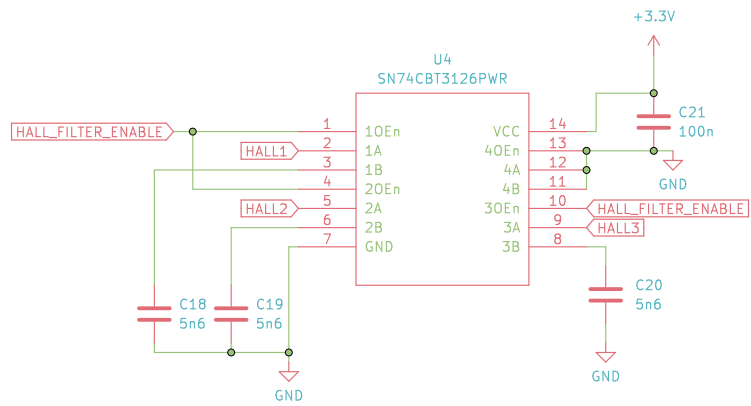 +3.3V
U4
SN74CBT3126PWR
HALL_FILTER_ENABLE 1 1OEn VCC 14 C21
HALL1 2 1A 4OEn 13 100n
3 1B 4A 12
4 2OEn 4B 11 GND
HALL2 5 2A 3OEn 10 HALL_FILTER_ENABLE
6 2B 3A 9 HALL3
7 GND 3B 8
C18 C19 C20
5n6 5n6 5n6
GND GND